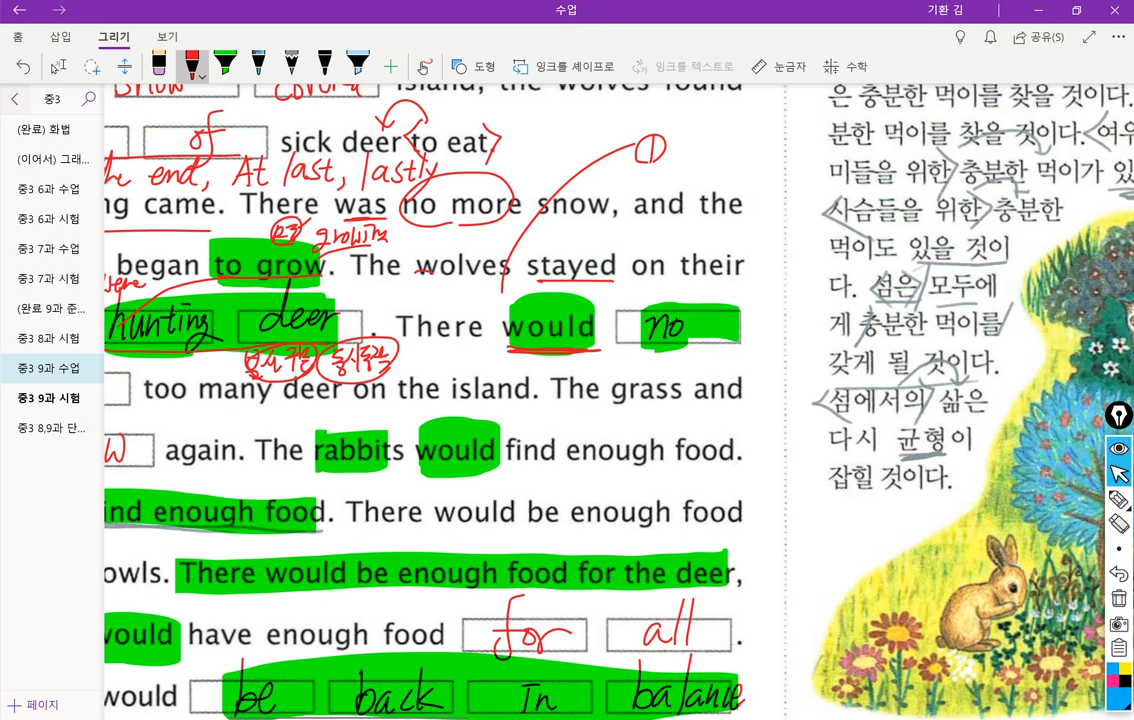 수업
기환 김
홈 삽입 그리기 보기
공유(S)
도형 잉크를 셰이프로 잉크를 텍스트로 눈금자 수학
중3
(완료) 화법
(이어서) 그래...
중3 6과 수업
중3 6과 시험
중3 7과 수업
중3 7과 시험
(완료 9과 준...
중3 8과 시험
중3 9과 수업
중3 9과 시험
중3 8,9과 단...
페이지
island, the wolves found
of sick deer to eat.
the end, At last, lastly
①
ng came. There was no more snow, and the
growing
began to grow. The wolves stayed on their
were
hunting deer . There would no
분사구문 동시동작
too many deer on the island. The grass and
w again. The rabbits would find enough food.
ind enough food. There would be enough food
owls. There would be enough food for the deer,
would have enough food for all .
would be back in balance
은 충분한 먹이를 찾을 것이다.
분한 먹이를 찾을 것이다. 여우
미들을 위한 충분한 먹이가 있
사슴들을 위한 충분한
먹이도 있을 것이
다. 섬은 모두에
게 충분한 먹이를
갖게 될 것이다.
섬에서의 삶은
다시 균형이
잡힐 것이다.